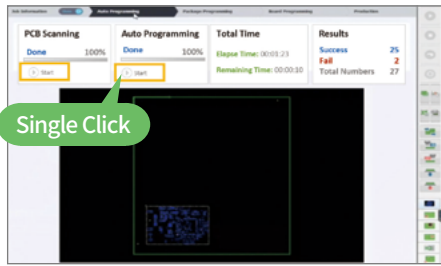 Job Information Auto Programming Package Programming Board Programming Production
PCB Scanning Auto Programming Total Time Results
Done 100% Done 100% Elapse Time: 00:01:23 Success 25
Fail 2
Start Start Remaining Time: 00:00:10 Total Numbers 27
Single Click